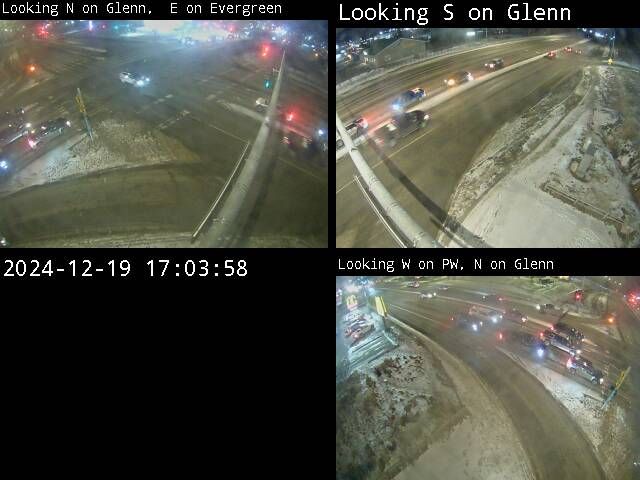 Looking N on Glenn,  E on Evergreen
Looking S on Glenn
2024-12-19 17:03:58
Looking W on PW, N on Glenn